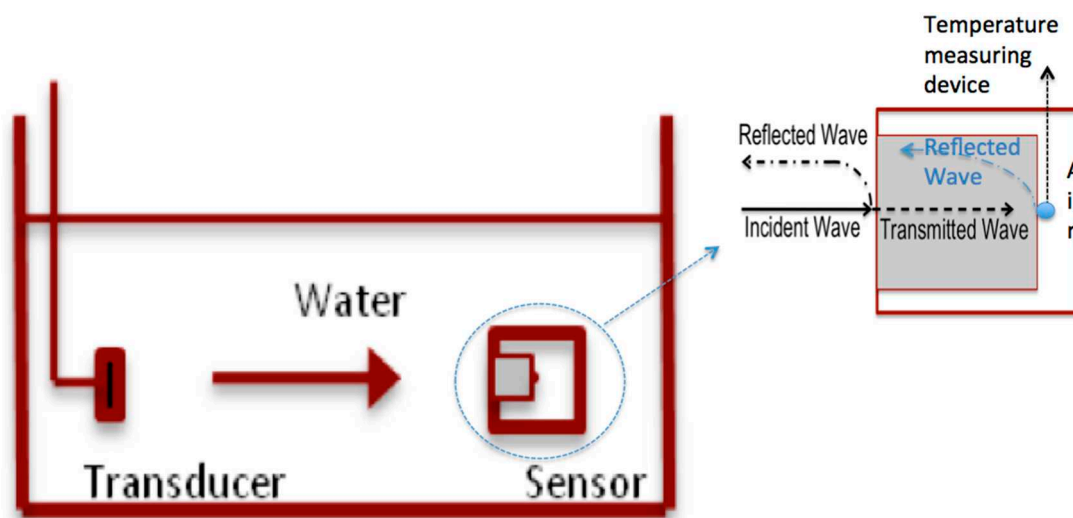 Temperature
measuring
device
Reflected Wave
Reflected
Wave
Incident Wave
Transmitted Wave
Water
Transducer
Sensor